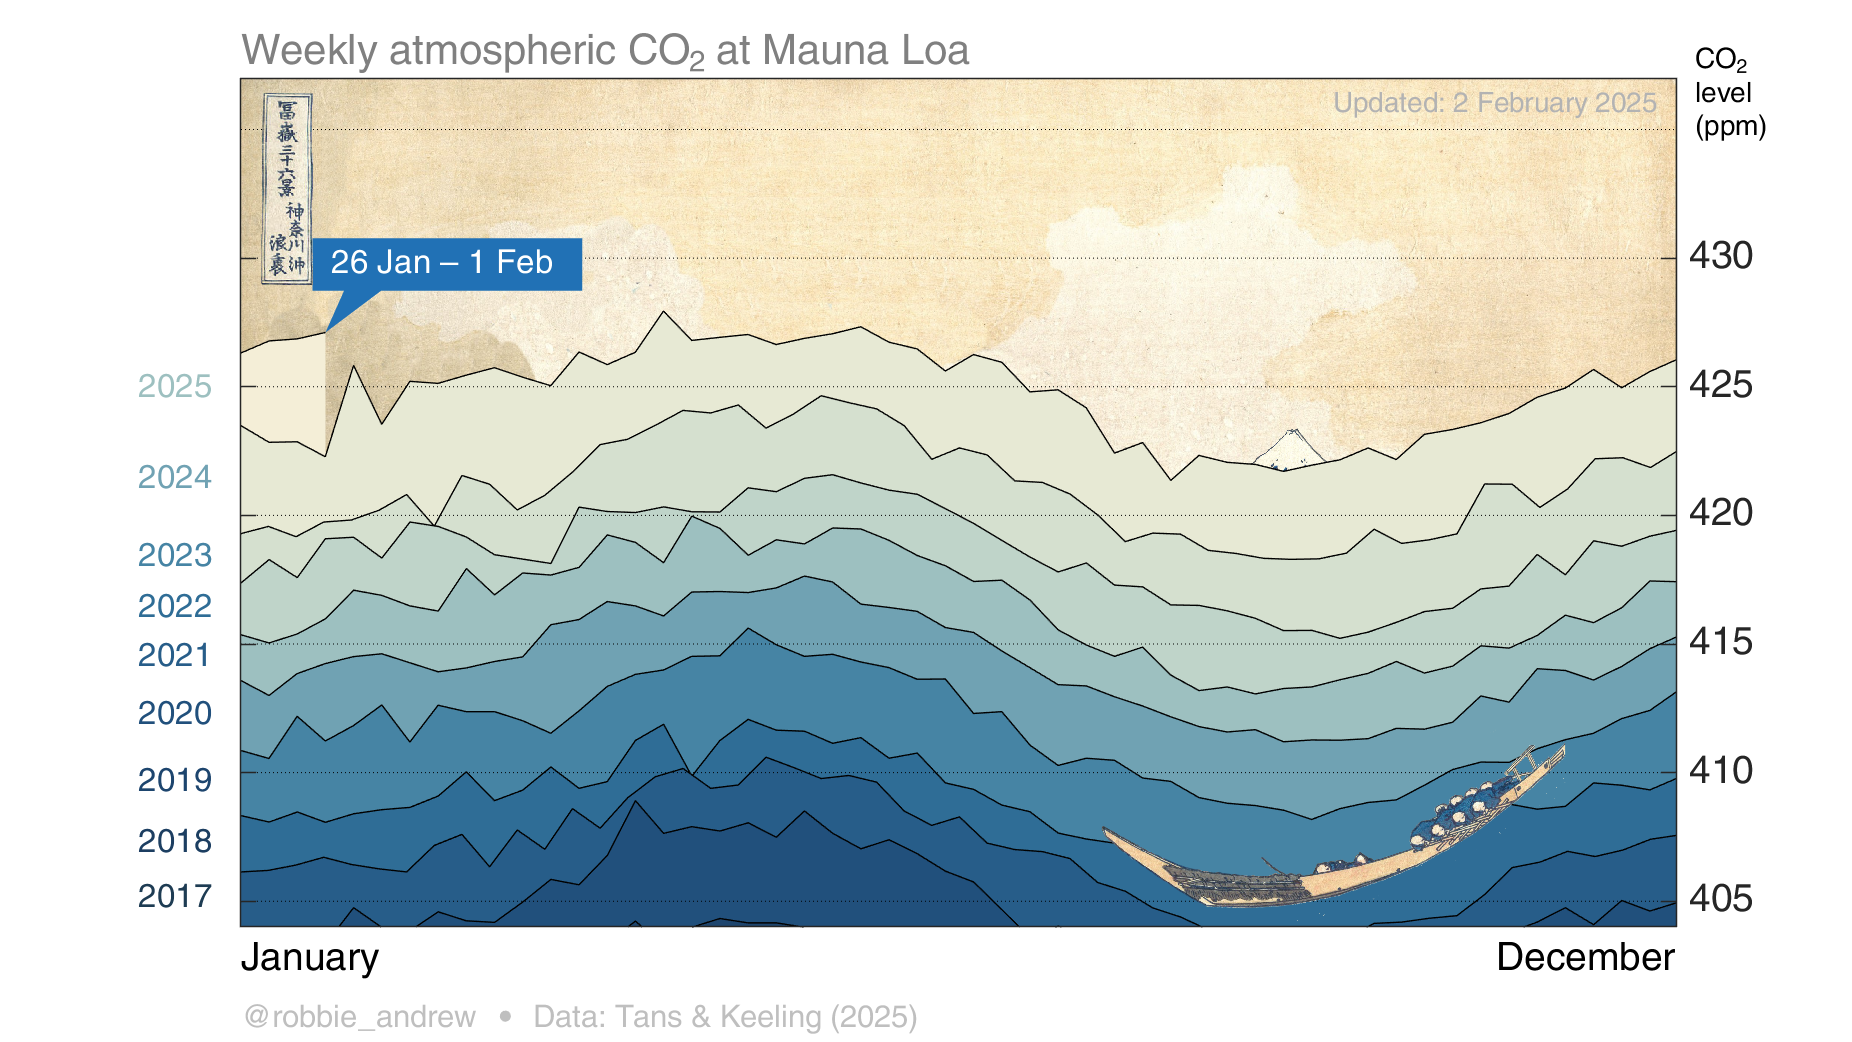 Weekly atmospheric CO₂ at Mauna Loa
CO₂
level
(ppm)
Updated: 2 February 2025
冨嶽三十六景
神奈川沖
浪裏
26 Jan – 1 Feb
430
2025
425
2024
420
2023
2022
415
2021
2020
410
2019
2018
405
2017
January
December
@robbie_andrew • Data: Tans & Keeling (2025)